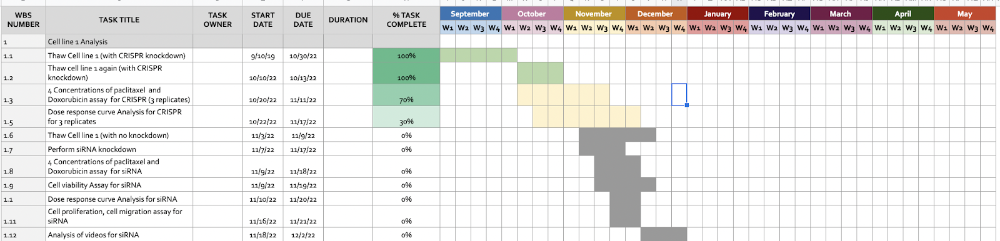 September October November December January February March April May
WBS NUMBER TASK TITLE TASK OWNER START DATE DUE DATE DURATION % TASK COMPLETE
W1 W2 W3 W4 W1 W2 W3 W4 W1 W2 W3 W4 W1 W2 W3 W4 W1 W2 W3 W4 W1 W2 W3 W4 W1 W2 W3 W4 W1 W2 W3 W4 W1 W2 W3 W4
1 Cell line 1 Analysis
1.1 Thaw Cell line 1 (with CRISPR knockdown) 9/10/19 10/30/22 100%
Thaw cell line 1 again (with CRISPR
1.2 knockdown) 10/10/22 10/13/22 100%
4 Concentrations of paclitaxel and
1.3 Doxorubicin assay for CRISPR (3 replicates) 10/20/22 11/11/22 70%
Dose response curve Analysis for CRISPR
1.5 for 3 replicates 10/22/22 11/17/22 30%
1.6 Thaw Cell line 1 (with no knockdown) 11/3/22 11/9/22 0%
1.7 Perform siRNA knockdown 11/7/22 11/17/22 0%
4 Concentrations of paclitaxel and
1.8 Doxorubicin assay for siRNA 11/9/22 11/18/22 0%
1.9 Cell viability Assay for siRNA 11/9/22 11/19/22 0%
1.1 Dose response curve Analysis for siRNA 11/10/22 11/20/22 0%
Cell proliferation, cell migration assay for
1.11 siRNA 11/16/22 11/21/22 0%
1.12 Analysis of videos for siRNA 11/18/22 12/2/22 0%